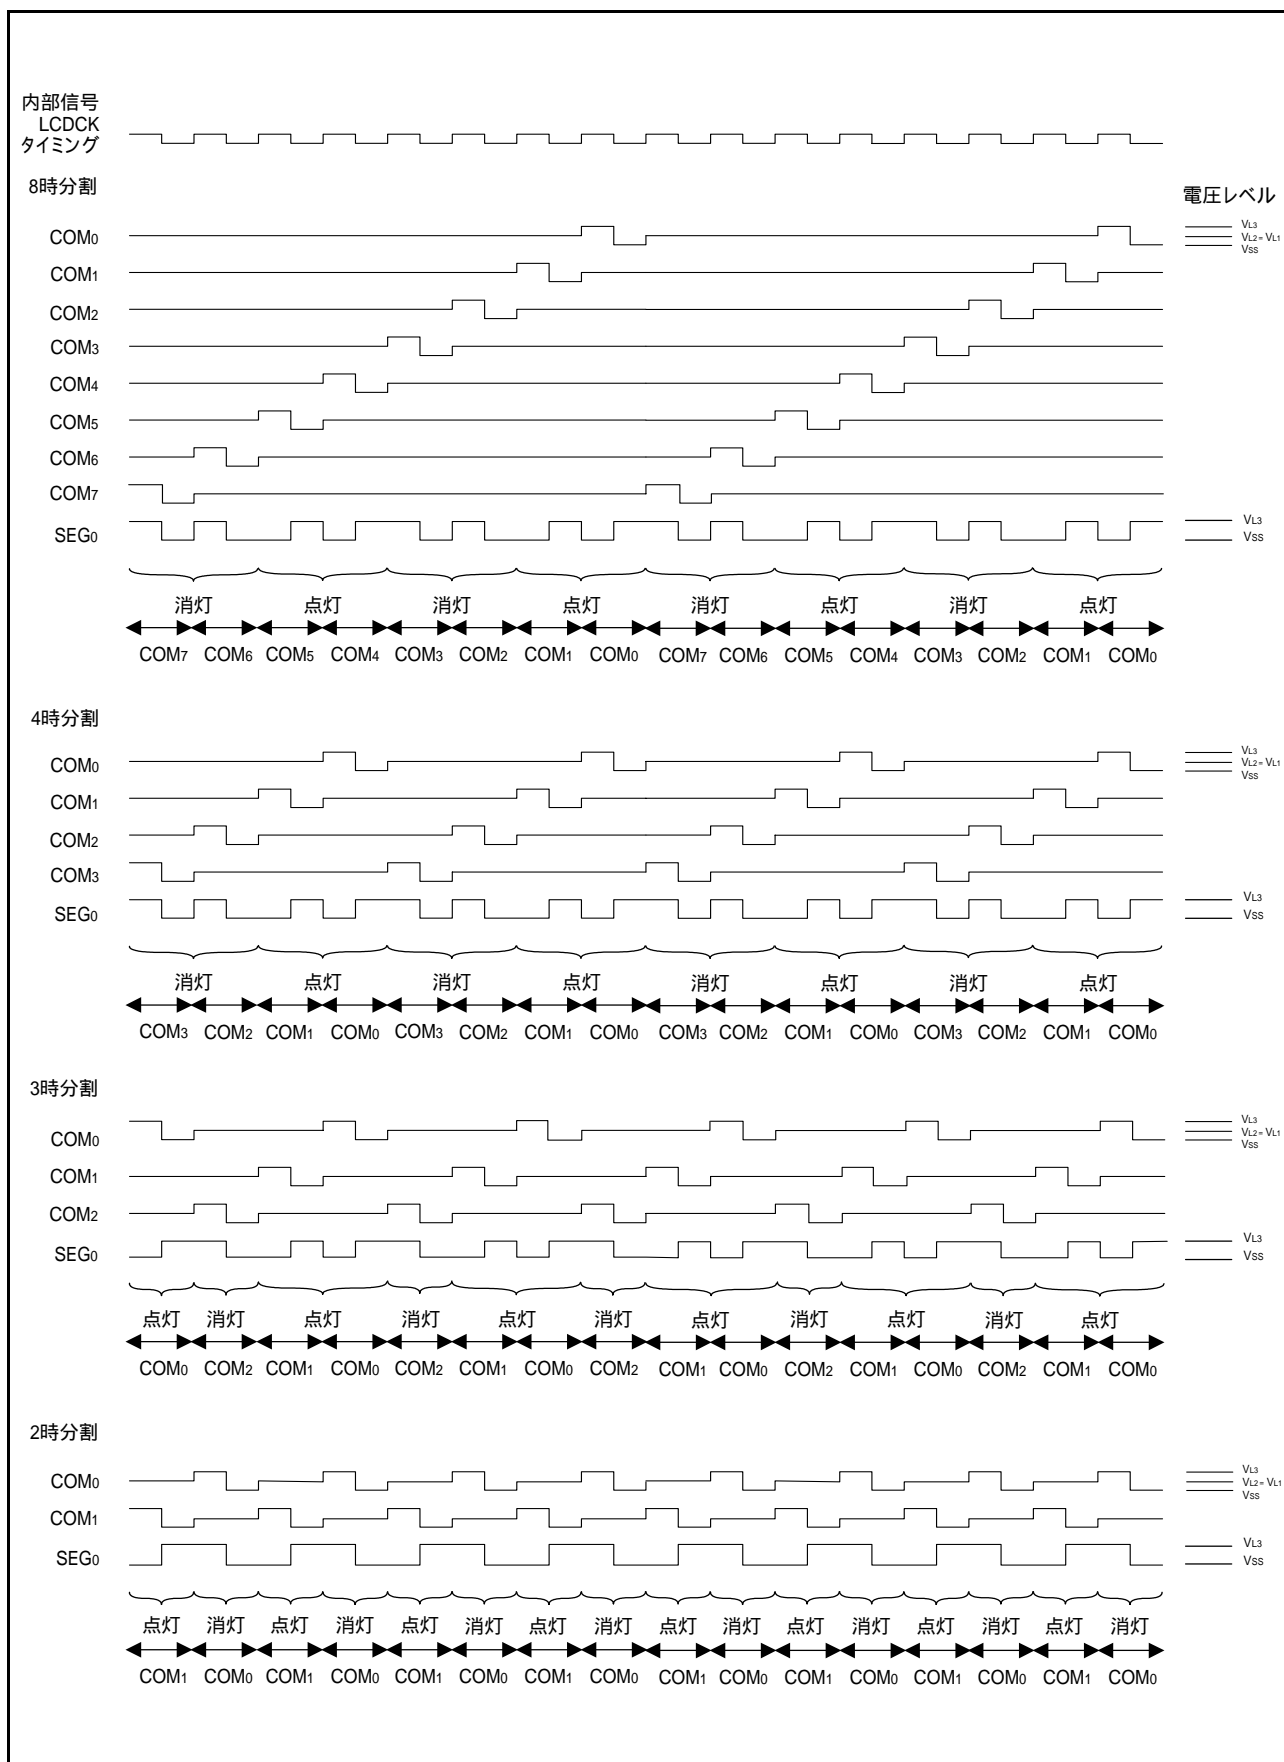 内部信号
LCDCK
タイミング
8時分割
電圧レベル
COM0
VL3
VL2 = VL1
VSS
COM1
COM2
COM3
COM4
COM5
COM6
COM7
SEG0
VL3
VSS
消灯 点灯 消灯 点灯 消灯 点灯 消灯 点灯
COM7 COM6 COM5 COM4 COM3 COM2 COM1 COM0 COM7 COM6 COM5 COM4 COM3 COM2 COM1 COM0
4時分割
COM0
VL3
VL2 = VL1
VSS
COM1
COM2
COM3
SEG0
VL3
VSS
消灯 点灯 消灯 点灯 消灯 点灯 消灯 点灯
COM3 COM2 COM1 COM0 COM3 COM2 COM1 COM0 COM3 COM2 COM1 COM0 COM3 COM2 COM1 COM0
3時分割
COM0
VL3
VL2 = VL1
VSS
COM1
COM2
SEG0
VL3
VSS
点灯 消灯 点灯 消灯 点灯 消灯 点灯 消灯 点灯 消灯 点灯
COM0 COM2 COM1 COM0 COM2 COM1 COM0 COM2 COM1 COM0 COM2 COM1 COM0 COM2 COM1 COM0
2時分割
COM0
VL3
VL2 = VL1
VSS
COM1
SEG0
VL3
VSS
点灯 消灯 点灯 消灯 点灯 消灯 点灯 消灯 点灯 消灯 点灯 消灯 点灯 消灯 点灯 消灯
COM1 COM0 COM1 COM0 COM1 COM0 COM1 COM0 COM1 COM0 COM1 COM0 COM1 COM0 COM1 COM0